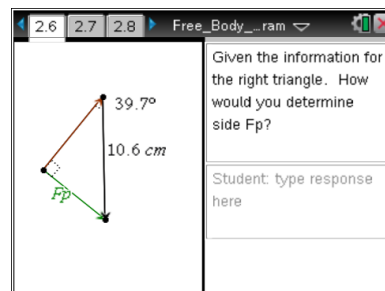 2.6 2.7 2.8 Free_Body_…ram
39.7º
10.6 cm
Fp
Given the information for
the right triangle. How
would you determine
side Fp?
Student: type response
here